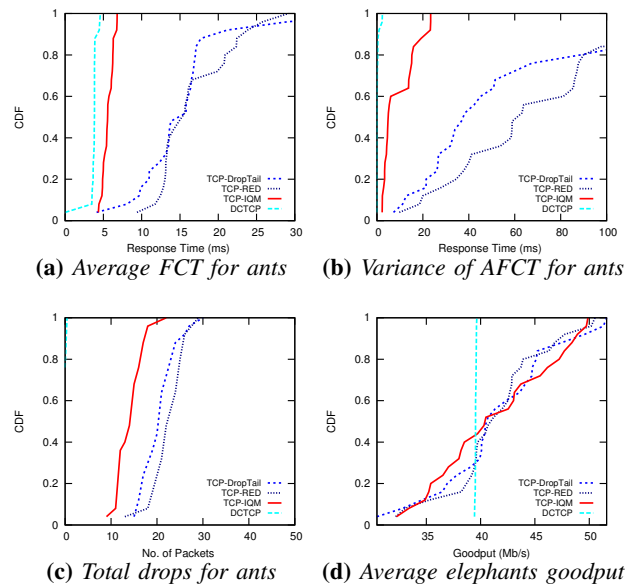 1
0.8
0.6
0.4
0.2
0
CDF
0 5 10 15 20 25 30
Response Time (ms)
TCP-DropTail
TCP-RED
TCP-IQM
DCTCP
(a) Average FCT for ants
1
0.8
0.6
0.4
0.2
0
CDF
0 20 40 60 80 100
Response Time (ms)
TCP-DropTail
TCP-RED
TCP-IQM
DCTCP
(b) Variance of AFCT for ants
1
0.8
0.6
0.4
0.2
0
CDF
0 10 20 30 40 50
No. of Packets
TCP-DropTail
TCP-RED
TCP-IQM
DCTCP
(c) Total drops for ants
1
0.8
0.6
0.4
0.2
0
CDF
35 40 45 50
Goodput (Mb/s)
TCP-DropTail
TCP-RED
TCP-IQM
DCTCP
(d) Average elephants goodput